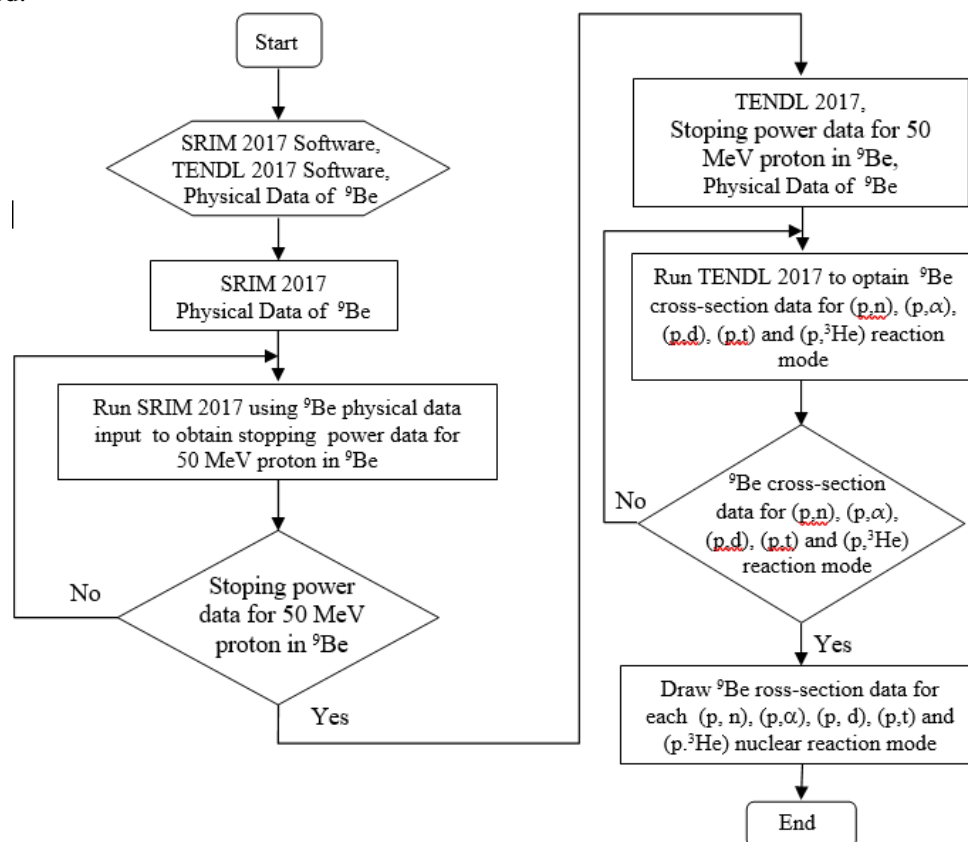 Start
SRIM 2017 Software,
TENDL 2017 Software,
Physical Data of ⁹Be
SRIM 2017
Physical Data of ⁹Be
Run SRIM 2017 using ⁹Be physical data
input to obtain stopping power data for
50 MeV proton in ⁹Be
Stoping power
data for 50 MeV
proton in ⁹Be
No
Yes
TENDL 2017,
Stoping power data for 50
MeV proton in ⁹Be,
Physical Data of ⁹Be
Run TENDL 2017 to optain ⁹Be
cross-section data for (p,n), (p,α),
(p,d), (p,t) and (p,³He) reaction
mode
⁹Be cross-section
data for (p,n), (p,α),
(p,d), (p,t) and (p,³He)
reaction mode
No
Yes
Draw ⁹Be ross-section data for
each (p, n), (p,α), (p, d), (p,t) and
(p.³He) nuclear reaction mode
End